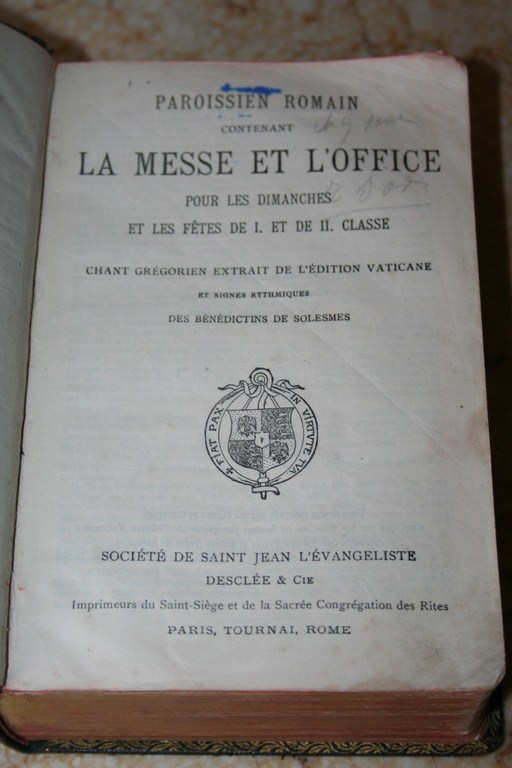 PAROISSIEN ROMAIN
CONTENANT
LA MESSE ET L'OFFICE
POUR LES DIMANCHES
ET LES FÊTES DE I. ET DE II. CLASSE
CHANT GRÉGORIEN EXTRAIT DE L'ÉDITION VATICANE
ET SIGNES RYTHMIQUES
DES BÉNÉDICTINS DE SOLESMES
✠ FIAT PAX IN VIRTVTE TVA
SOCIÉTÉ DE SAINT JEAN L'ÉVANGELISTE
DESCLÉE & CIE
Imprimeurs du Saint-Siège et de la Sacrée Congrégation des Rites
PARIS, TOURNAI, ROME